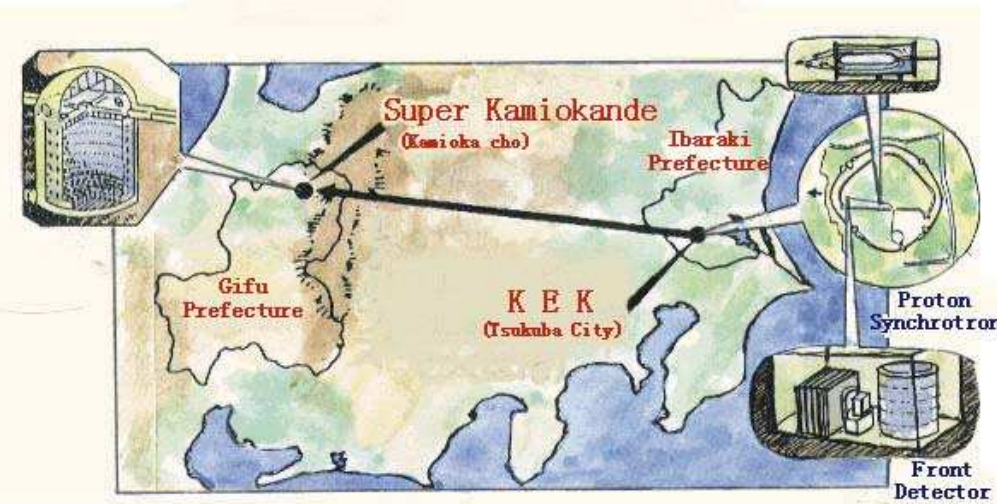 Super Kamiokande
(Kamioka cho)
Ibaraki
Prefecture
Gifu
Prefecture
K E K
(Tsukuba City)
Proton
Synchrotron
Front
Detector